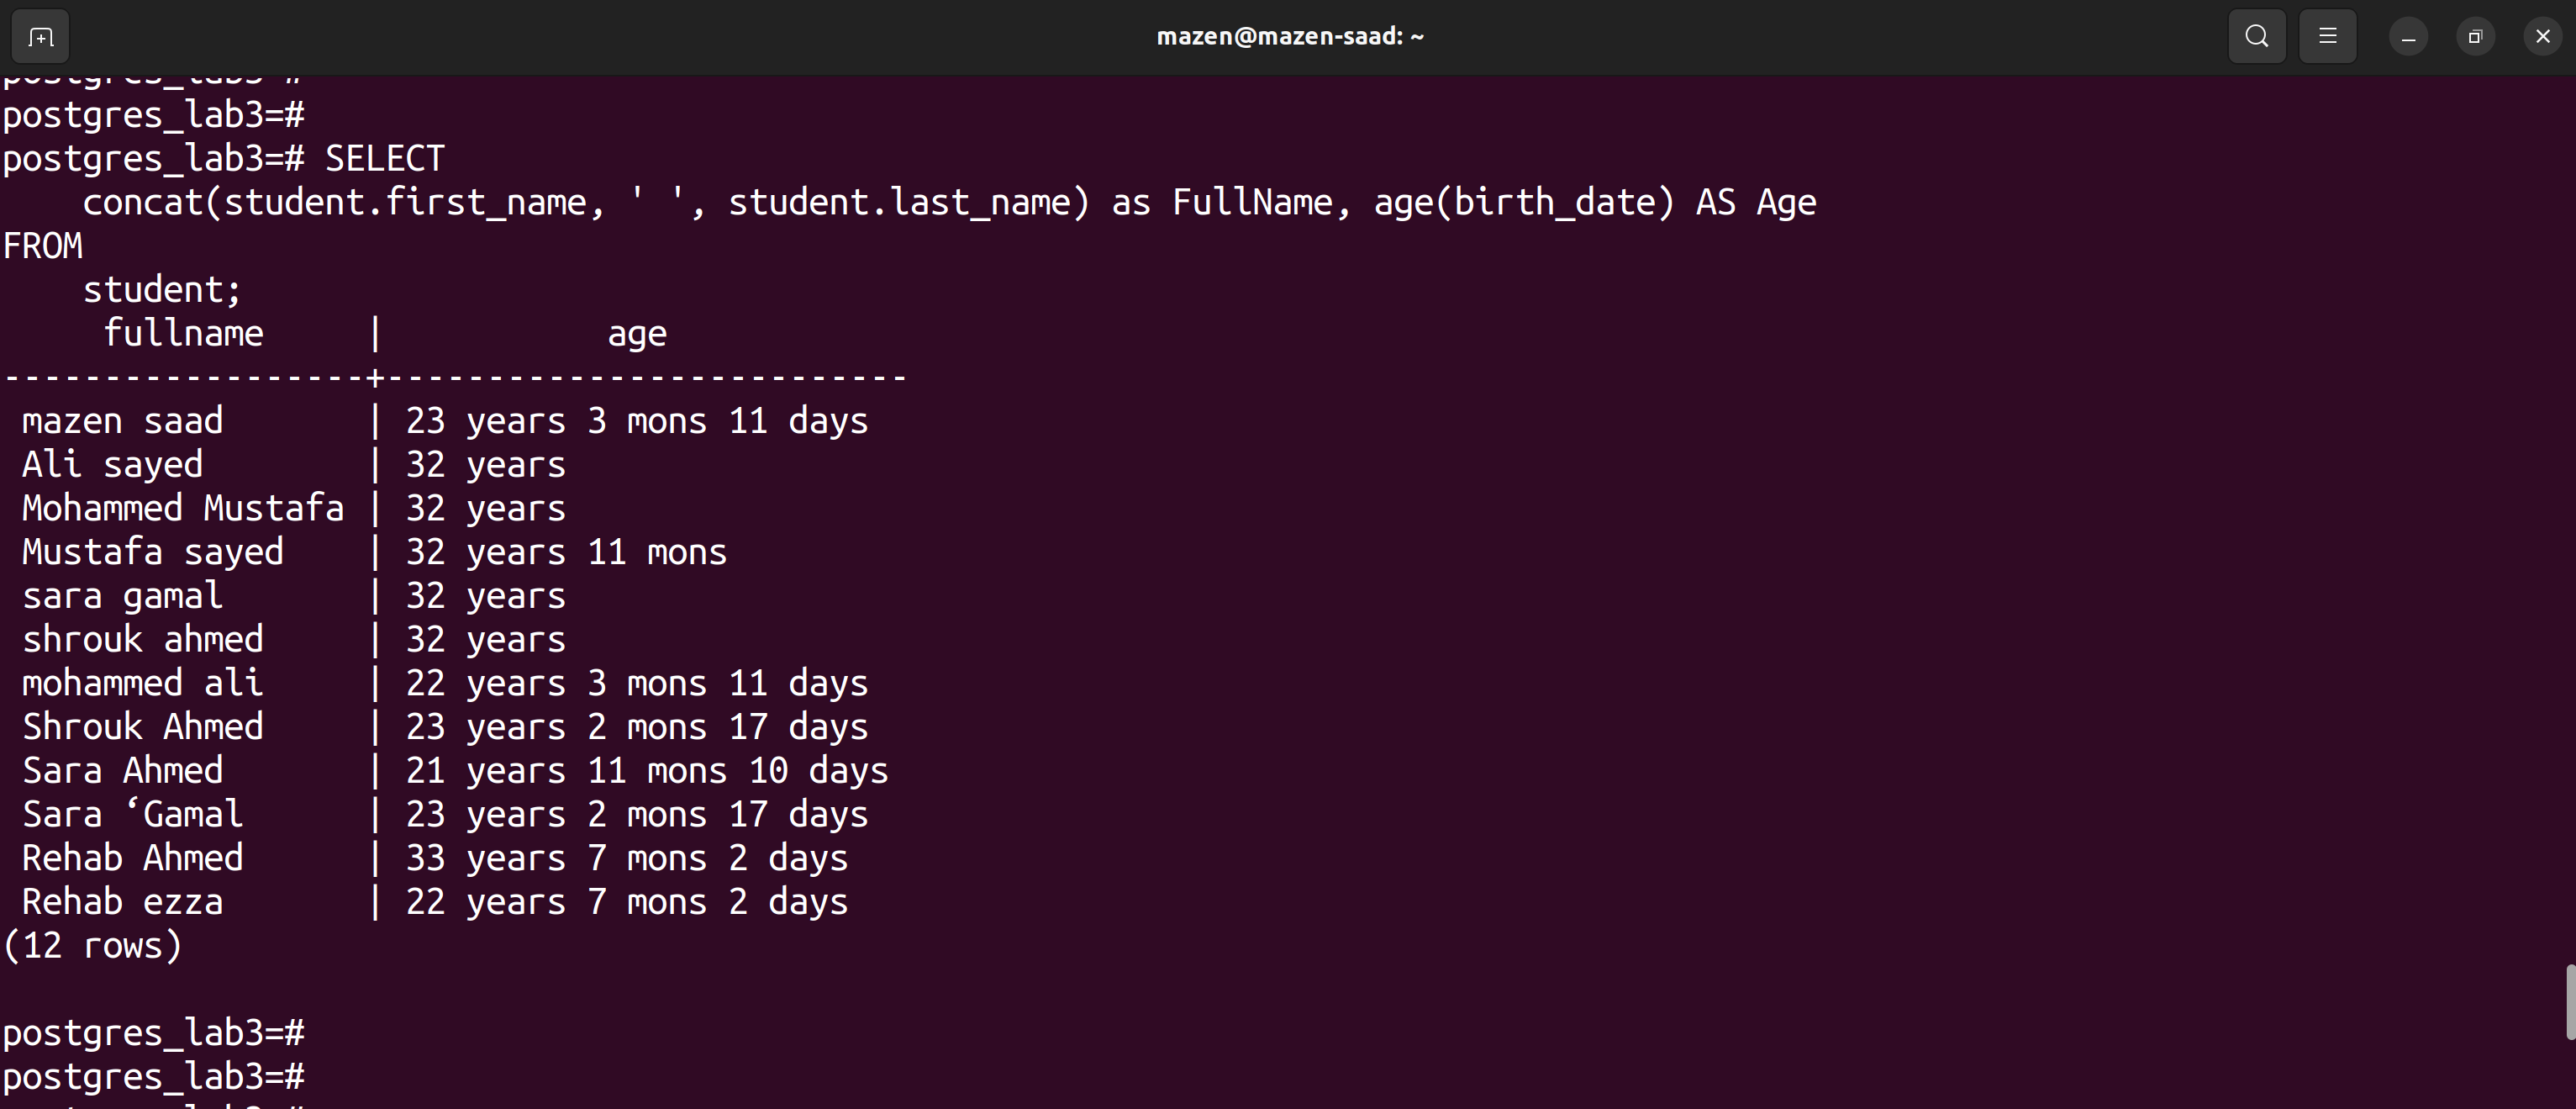 mazen@mazen-saad: ~
postgres_lab3=#
postgres_lab3=#
postgres_lab3=# SELECT
    concat(student.first_name, ' ', student.last_name) as FullName, age(birth_date) AS Age
FROM
    student;
     fullname     |           age
------------------+--------------------------
 mazen saad       | 23 years 3 mons 11 days
 Ali sayed        | 32 years
 Mohammed Mustafa | 32 years
 Mustafa sayed    | 32 years 11 mons
 sara gamal       | 32 years
 shrouk ahmed     | 32 years
 mohammed ali     | 22 years 3 mons 11 days
 Shrouk Ahmed     | 23 years 2 mons 17 days
 Sara Ahmed       | 21 years 11 mons 10 days
 Sara ‘Gamal      | 23 years 2 mons 17 days
 Rehab Ahmed      | 33 years 7 mons 2 days
 Rehab ezza       | 22 years 7 mons 2 days
(12 rows)

postgres_lab3=#
postgres_lab3=#
postgres_lab3=#